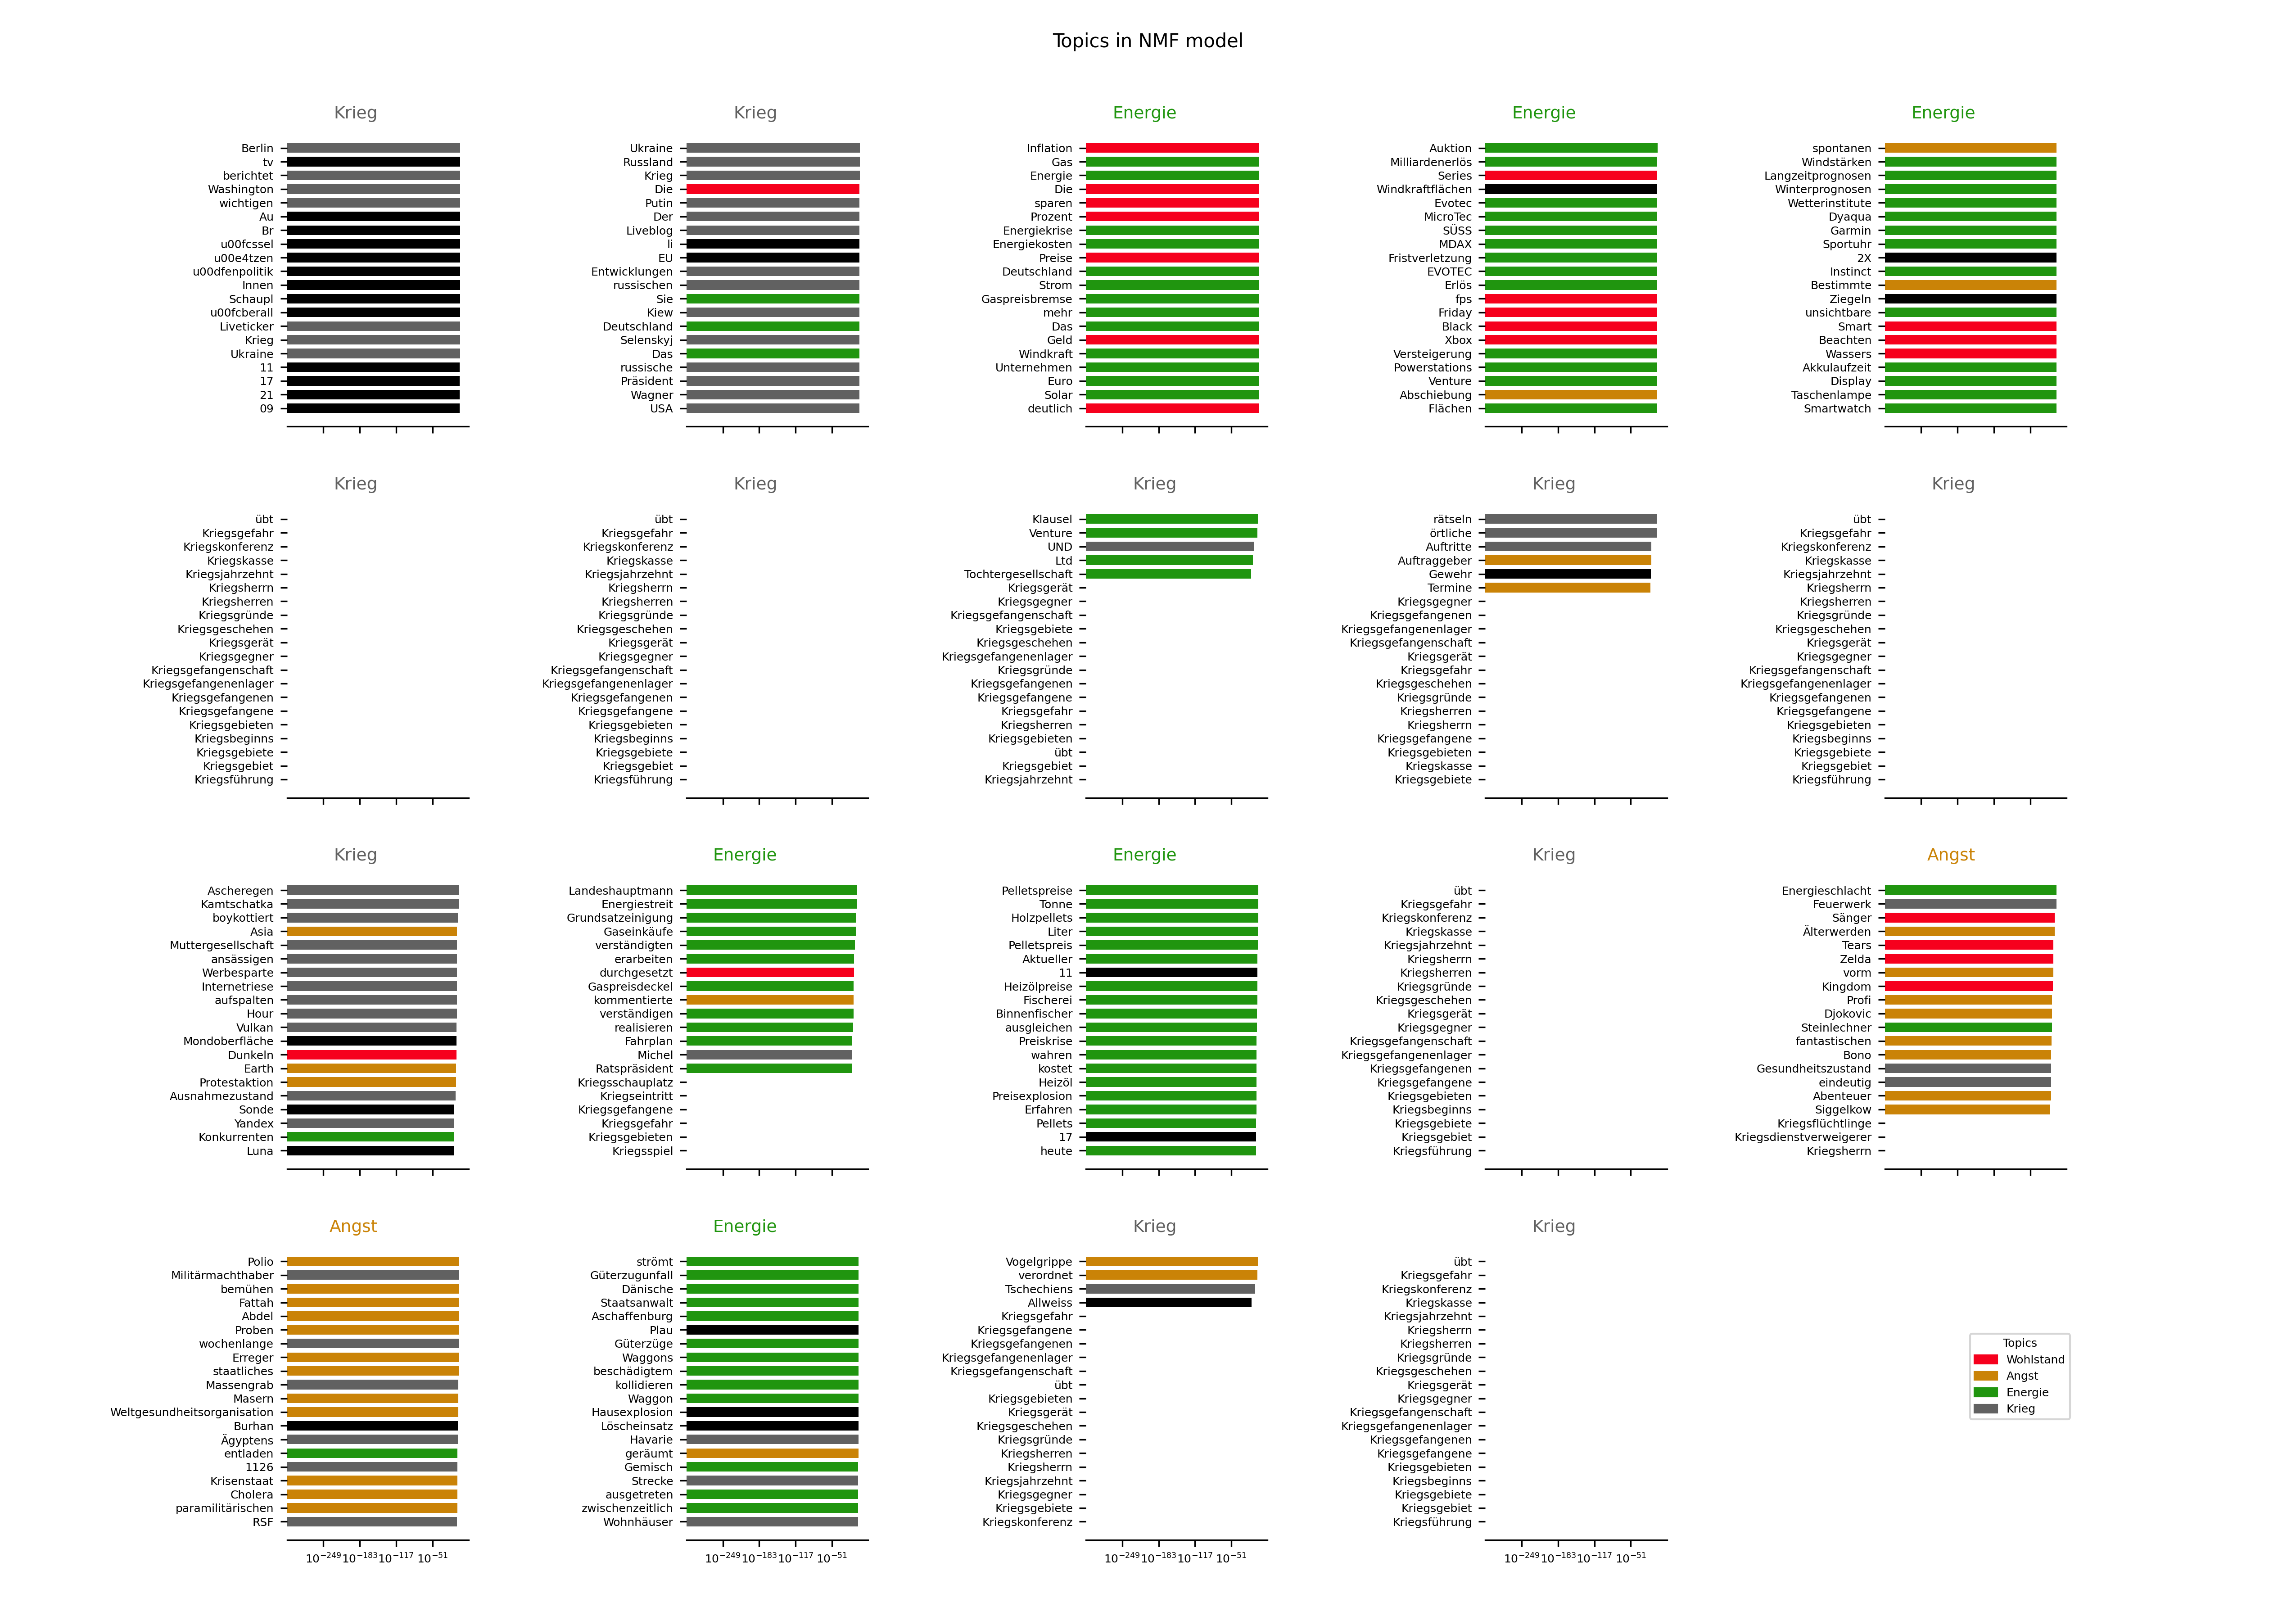 Topics in NMF model
Krieg
Berlin
tv
berichtet
Washington
wichtigen
Au
Br
u00fcssel
u00e4tzen
u00dfenpolitik
Innen
Schaupl
u00fcberall
Liveticker
Krieg
Ukraine
11
17
21
09
Krieg
Ukraine
Russland
Krieg
Die
Putin
Der
Liveblog
li
EU
Entwicklungen
russischen
Sie
Kiew
Deutschland
Selenskyj
Das
russische
Präsident
Wagner
USA
Energie
Inflation
Gas
Energie
Die
sparen
Prozent
Energiekrise
Energiekosten
Preise
Deutschland
Strom
Gaspreisbremse
mehr
Das
Geld
Windkraft
Unternehmen
Euro
Solar
deutlich
Energie
Auktion
Milliardenerlös
Series
Windkraftflächen
Evotec
MicroTec
SÜSS
MDAX
Fristverletzung
EVOTEC
Erlös
fps
Friday
Black
Xbox
Versteigerung
Powerstations
Venture
Abschiebung
Flächen
Energie
spontanen
Windstärken
Langzeitprognosen
Winterprognosen
Wetterinstitute
Dyaqua
Garmin
Sportuhr
2X
Instinct
Bestimmte
Ziegeln
unsichtbare
Smart
Beachten
Wassers
Akkulaufzeit
Display
Taschenlampe
Smartwatch
Krieg
übt
Kriegsgefahr
Kriegskonferenz
Kriegskasse
Kriegsjahrzehnt
Kriegsherrn
Kriegsherren
Kriegsgründe
Kriegsgeschehen
Kriegsgerät
Kriegsgegner
Kriegsgefangenschaft
Kriegsgefangenenlager
Kriegsgefangenen
Kriegsgefangene
Kriegsgebieten
Kriegsbeginns
Kriegsgebiete
Kriegsgebiet
Kriegsführung
Krieg
übt
Kriegsgefahr
Kriegskonferenz
Kriegskasse
Kriegsjahrzehnt
Kriegsherrn
Kriegsherren
Kriegsgründe
Kriegsgeschehen
Kriegsgerät
Kriegsgegner
Kriegsgefangenschaft
Kriegsgefangenenlager
Kriegsgefangenen
Kriegsgefangene
Kriegsgebieten
Kriegsbeginns
Kriegsgebiete
Kriegsgebiet
Kriegsführung
Krieg
Klausel
Venture
UND
Ltd
Tochtergesellschaft
Kriegsgerät
Kriegsgegner
Kriegsgefangenschaft
Kriegsgebiete
Kriegsgeschehen
Kriegsgefangenenlager
Kriegsgründe
Kriegsgefangenen
Kriegsgefangene
Kriegsgefahr
Kriegsherren
Kriegsgebieten
übt
Kriegsgebiet
Kriegsjahrzehnt
Krieg
rätseln
örtliche
Auftritte
Auftraggeber
Gewehr
Termine
Kriegsgegner
Kriegsgefangenen
Kriegsgefangenenlager
Kriegsgefangenschaft
Kriegsgerät
Kriegsgefahr
Kriegsgeschehen
Kriegsgründe
Kriegsherren
Kriegsherrn
Kriegsgefangene
Kriegsgebieten
Kriegskasse
Kriegsgebiete
Krieg
übt
Kriegsgefahr
Kriegskonferenz
Kriegskasse
Kriegsjahrzehnt
Kriegsherrn
Kriegsherren
Kriegsgründe
Kriegsgeschehen
Kriegsgerät
Kriegsgegner
Kriegsgefangenschaft
Kriegsgefangenenlager
Kriegsgefangenen
Kriegsgefangene
Kriegsgebieten
Kriegsbeginns
Kriegsgebiete
Kriegsgebiet
Kriegsführung
Krieg
Ascheregen
Kamtschatka
boykottiert
Asia
Muttergesellschaft
ansässigen
Werbesparte
Internetriese
aufspalten
Hour
Vulkan
Mondoberfläche
Dunkeln
Earth
Protestaktion
Ausnahmezustand
Sonde
Yandex
Konkurrenten
Luna
Energie
Landeshauptmann
Energiestreit
Grundsatzeinigung
Gaseinkäufe
verständigten
erarbeiten
durchgesetzt
Gaspreisdeckel
kommentierte
verständigen
realisieren
Fahrplan
Michel
Ratspräsident
Kriegsschauplatz
Kriegseintritt
Kriegsgefangene
Kriegsgefahr
Kriegsgebieten
Kriegsspiel
Energie
Pelletspreise
Tonne
Holzpellets
Liter
Pelletspreis
Aktueller
11
Heizölpreise
Fischerei
Binnenfischer
ausgleichen
Preiskrise
wahren
kostet
Heizöl
Preisexplosion
Erfahren
Pellets
17
heute
Krieg
übt
Kriegsgefahr
Kriegskonferenz
Kriegskasse
Kriegsjahrzehnt
Kriegsherrn
Kriegsherren
Kriegsgründe
Kriegsgeschehen
Kriegsgerät
Kriegsgegner
Kriegsgefangenschaft
Kriegsgefangenenlager
Kriegsgefangenen
Kriegsgefangene
Kriegsgebieten
Kriegsbeginns
Kriegsgebiete
Kriegsgebiet
Kriegsführung
Angst
Energieschlacht
Feuerwerk
Sänger
Älterwerden
Tears
Zelda
vorm
Kingdom
Profi
Djokovic
Steinlechner
fantastischen
Bono
Gesundheitszustand
eindeutig
Abenteuer
Siggelkow
Kriegsflüchtlinge
Kriegsdienstverweigerer
Kriegsherrn
Angst
Polio
Militärmachthaber
bemühen
Fattah
Abdel
Proben
wochenlange
Erreger
staatliches
Massengrab
Masern
Weltgesundheitsorganisation
Burhan
Ägyptens
entladen
1126
Krisenstaat
Cholera
paramilitärischen
RSF
10⁻²⁴⁹ 10⁻¹⁸³ 10⁻¹¹⁷ 10⁻⁵¹
Energie
strömt
Güterzugunfall
Dänische
Staatsanwalt
Aschaffenburg
Plau
Güterzüge
Waggons
beschädigtem
kollidieren
Waggon
Hausexplosion
Löscheinsatz
Havarie
geräumt
Gemisch
Strecke
ausgetreten
zwischenzeitlich
Wohnhäuser
10⁻²⁴⁹ 10⁻¹⁸³ 10⁻¹¹⁷ 10⁻⁵¹
Krieg
Vogelgrippe
verordnet
Tschechiens
Allweiss
Kriegsgefahr
Kriegsgefangene
Kriegsgefangenen
Kriegsgefangenenlager
Kriegsgefangenschaft
übt
Kriegsgebieten
Kriegsgerät
Kriegsgeschehen
Kriegsgründe
Kriegsherren
Kriegsherrn
Kriegsjahrzehnt
Kriegsgegner
Kriegsgebiete
Kriegskonferenz
10⁻²⁴⁹ 10⁻¹⁸³ 10⁻¹¹⁷ 10⁻⁵¹
Krieg
übt
Kriegsgefahr
Kriegskonferenz
Kriegskasse
Kriegsjahrzehnt
Kriegsherrn
Kriegsherren
Kriegsgründe
Kriegsgeschehen
Kriegsgerät
Kriegsgegner
Kriegsgefangenschaft
Kriegsgefangenenlager
Kriegsgefangenen
Kriegsgefangene
Kriegsgebieten
Kriegsbeginns
Kriegsgebiete
Kriegsgebiet
Kriegsführung
10⁻²⁴⁹ 10⁻¹⁸³ 10⁻¹¹⁷ 10⁻⁵¹
Topics
Wohlstand
Angst
Energie
Krieg